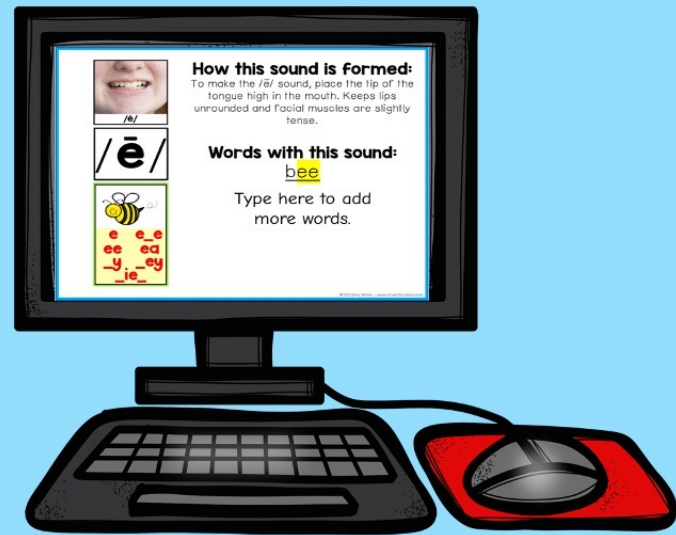 /ē/
/ē/
e e_e
ee ea
_y _ey
_ie_
How this sound is formed:
To make the /ē/ sound, place the tip of the
tongue high in the mouth. Keeps lips
unrounded and facial muscles are slightly
tense.
Words with this sound:
bee
Type here to add
more words.